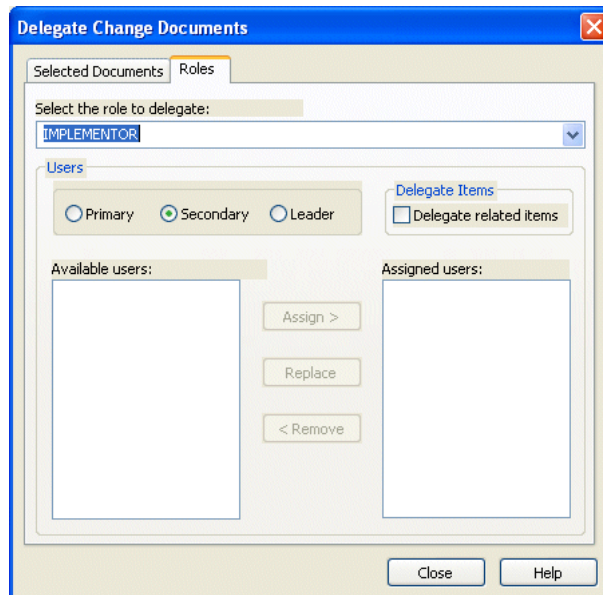 Delegate Change Documents
Selected Documents Roles
Select the role to delegate:
IMPLEMENTOR
Users
Delegate Items
Primary Secondary Leader
Delegate related items
Available users:
Assigned users:
Assign >
Replace
< Remove
Close Help